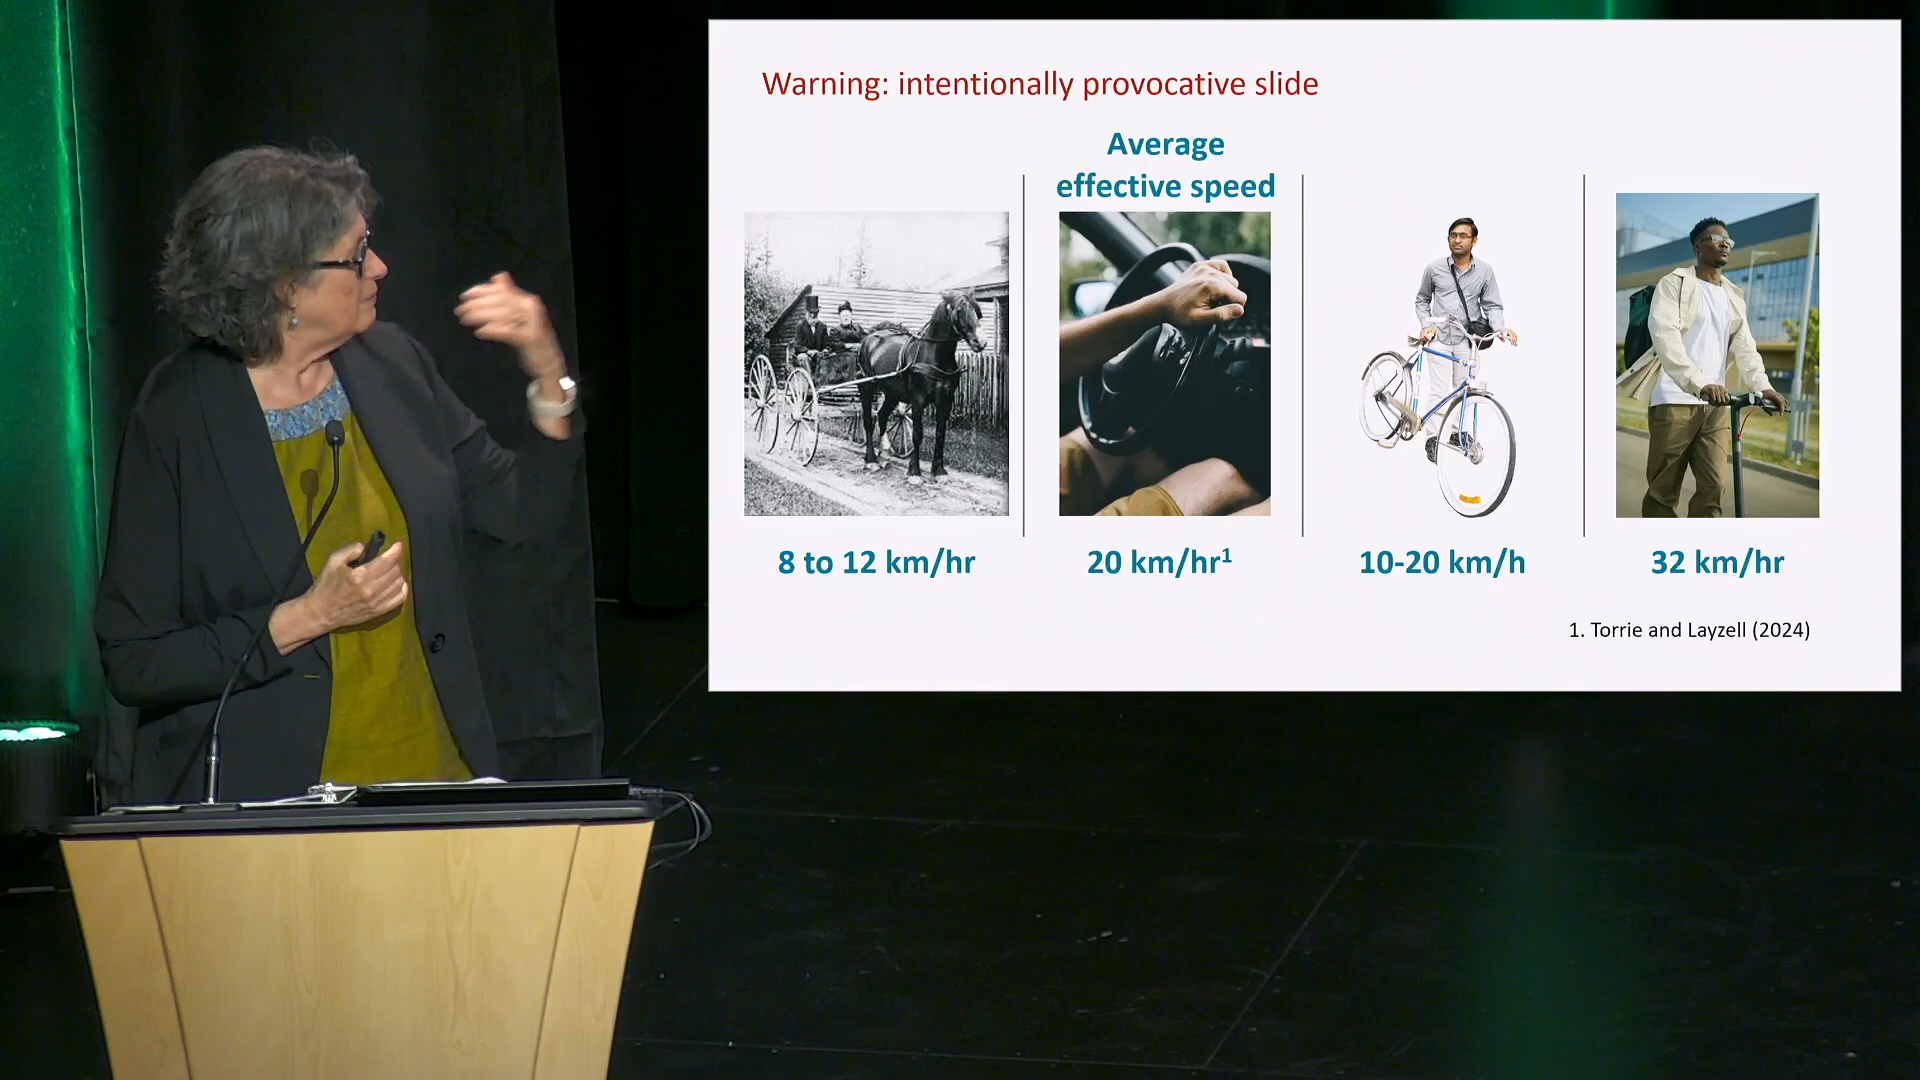 Warning: intentionally provocative slide
Average
effective speed
8 to 12 km/hr
20 km/hr¹
10-20 km/h
32 km/hr
1. Torrie and Layzell (2024)